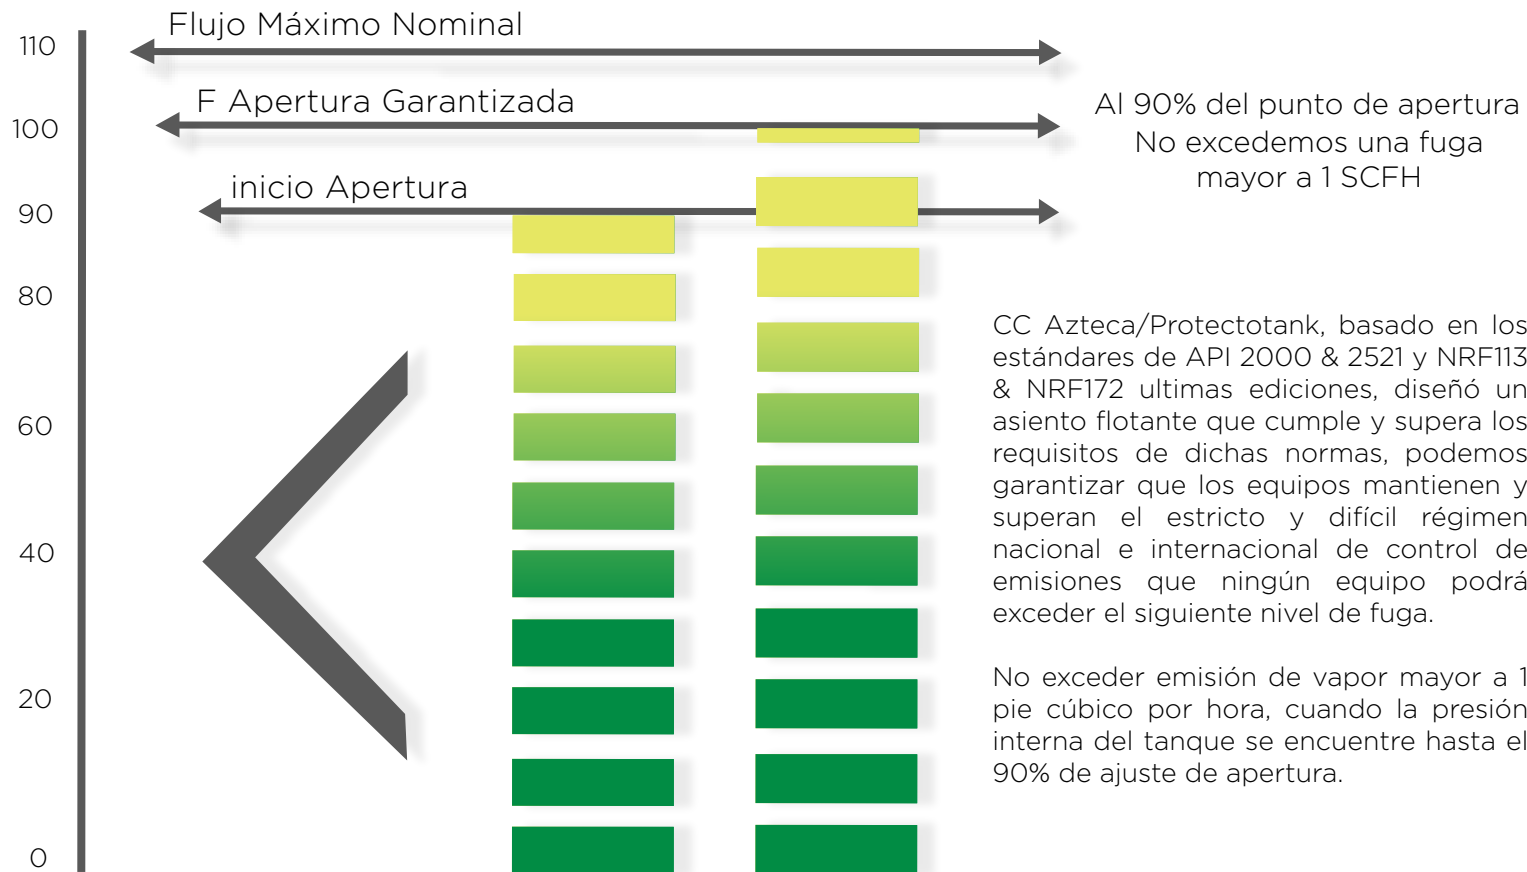 Flujo Máximo Nominal
110
F Apertura Garantizada
100
inicio Apertura
90
80
60
40
20
0
Al 90% del punto de apertura
No excedemos una fuga
mayor a 1 SCFH
CC Azteca/Protectotank, basado en los
estándares de API 2000 & 2521 y NRF113
& NRF172 ultimas ediciones, diseñó un
asiento flotante que cumple y supera los
requisitos de dichas normas, podemos
garantizar que los equipos mantienen y
superan el estricto y difícil régimen
nacional e internacional de control de
emisiones que ningún equipo podrá
exceder el siguiente nivel de fuga.
No exceder emisión de vapor mayor a 1
pie cúbico por hora, cuando la presión
interna del tanque se encuentre hasta el
90% de ajuste de apertura.